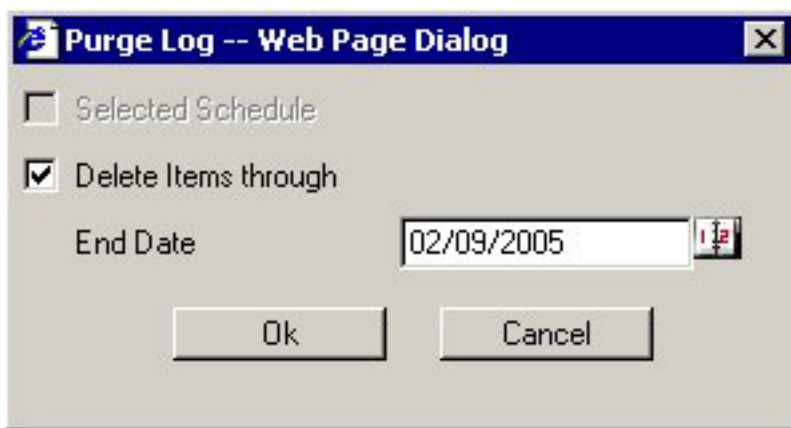 Purge Log -- Web Page Dialog
Selected Schedule
Delete Items through
End Date 02/09/2005
Ok Cancel